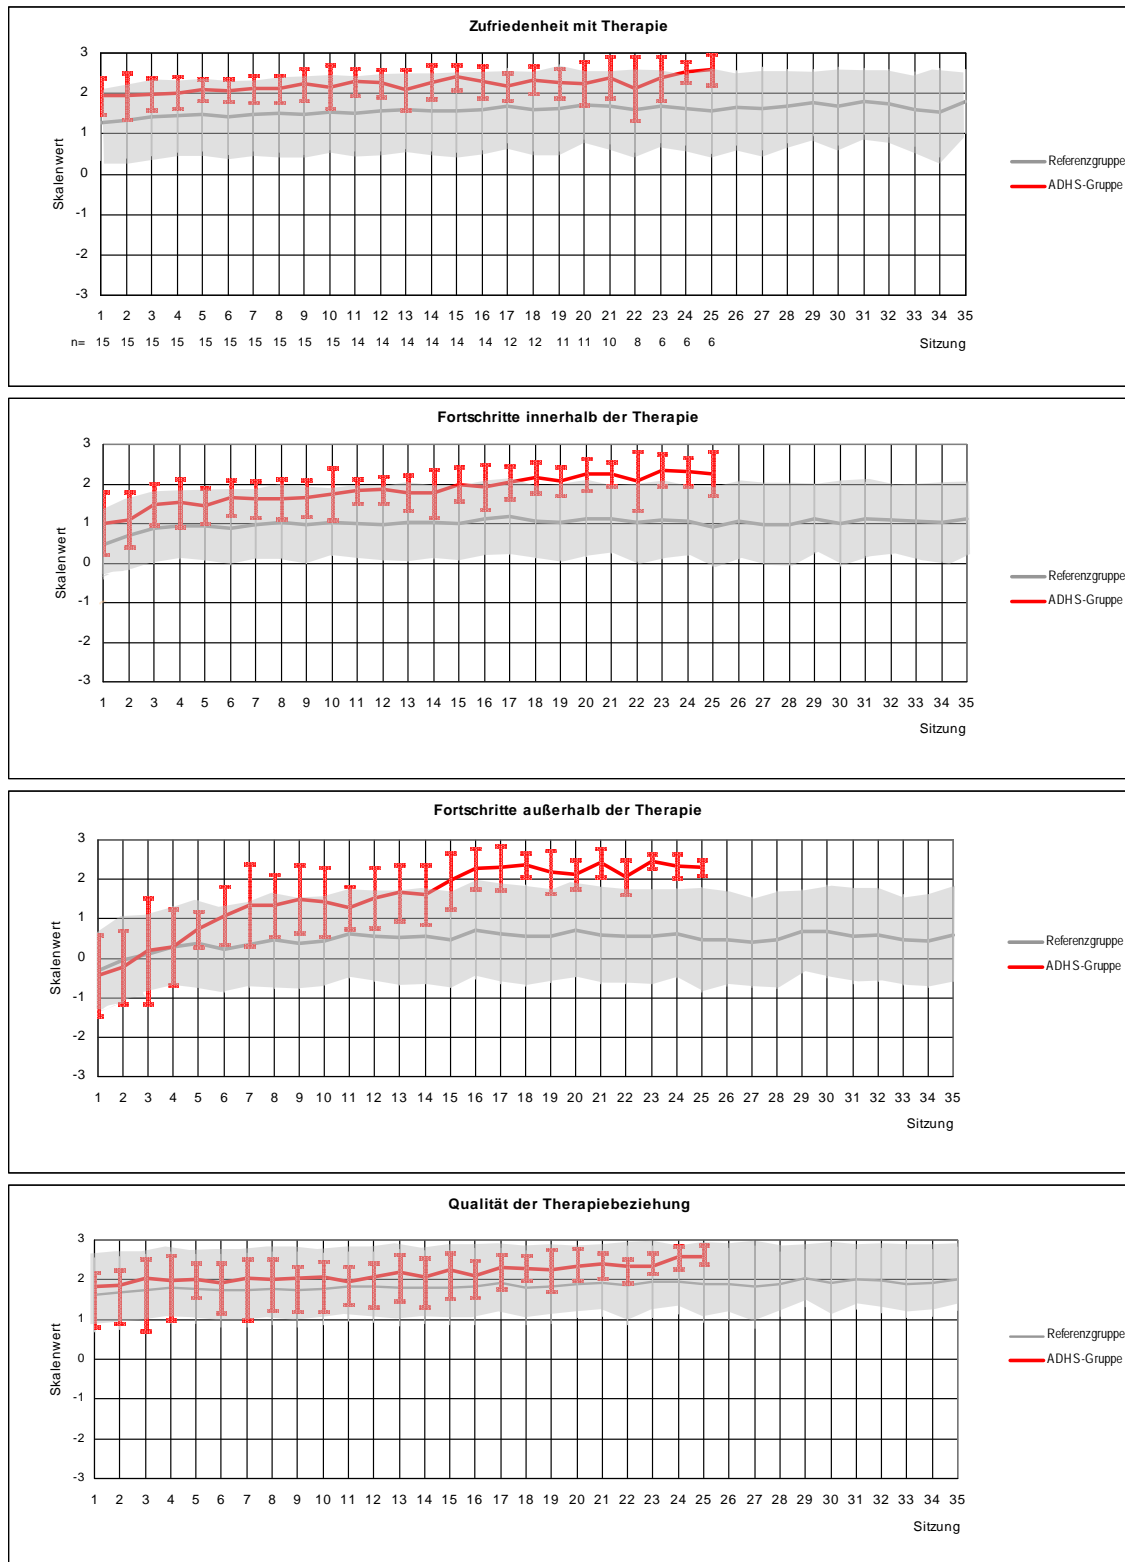 Zufriedenheit mit Therapie
3
2
1
0
-1
-2
-3
Skalenwert
1 2 3 4 5 6 7 8 9 10 11 12 13 14 15 16 17 18 19 20 21 22 23 24 25 26 27 28 29 30 31 32 33 34 35
n= 15 15 15 15 15 15 15 15 15 15 14 14 14 14 14 14 12 12 11 11 10 8 6 6 6
Sitzung
Referenzgruppe
ADHS-Gruppe
Fortschritte innerhalb der Therapie
3
2
1
0
-1
-2
-3
Skalenwert
1 2 3 4 5 6 7 8 9 10 11 12 13 14 15 16 17 18 19 20 21 22 23 24 25 26 27 28 29 30 31 32 33 34 35
Sitzung
Referenzgruppe
ADHS-Gruppe
Fortschritte außerhalb der Therapie
3
2
1
0
-1
-2
-3
Skalenwert
1 2 3 4 5 6 7 8 9 10 11 12 13 14 15 16 17 18 19 20 21 22 23 24 25 26 27 28 29 30 31 32 33 34 35
Sitzung
Referenzgruppe
ADHS-Gruppe
Qualität der Therapiebeziehung
3
2
1
0
-1
-2
-3
Skalenwert
1 2 3 4 5 6 7 8 9 10 11 12 13 14 15 16 17 18 19 20 21 22 23 24 25 26 27 28 29 30 31 32 33 34 35
Sitzung
Referenzgruppe
ADHS-Gruppe